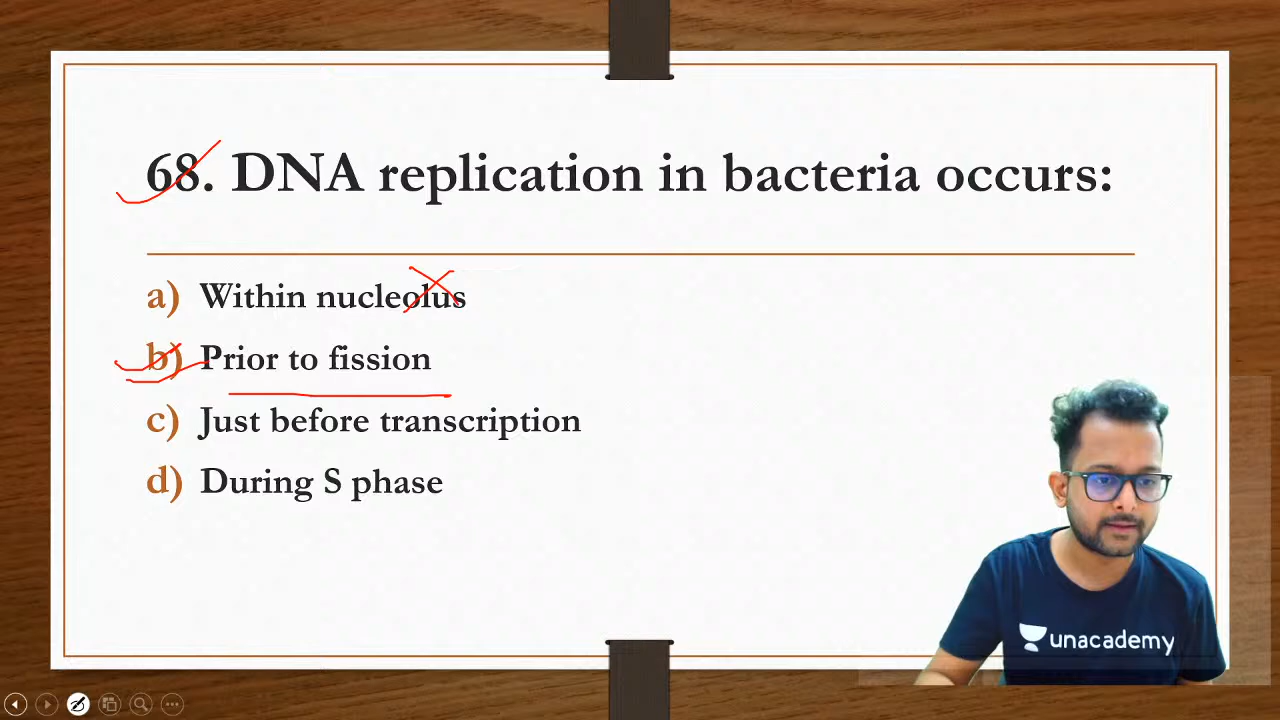 68. DNA replication in bacteria occurs:
a) Within nucleolus
b) Prior to fission
c) Just before transcription
d) During S phase
unacademy